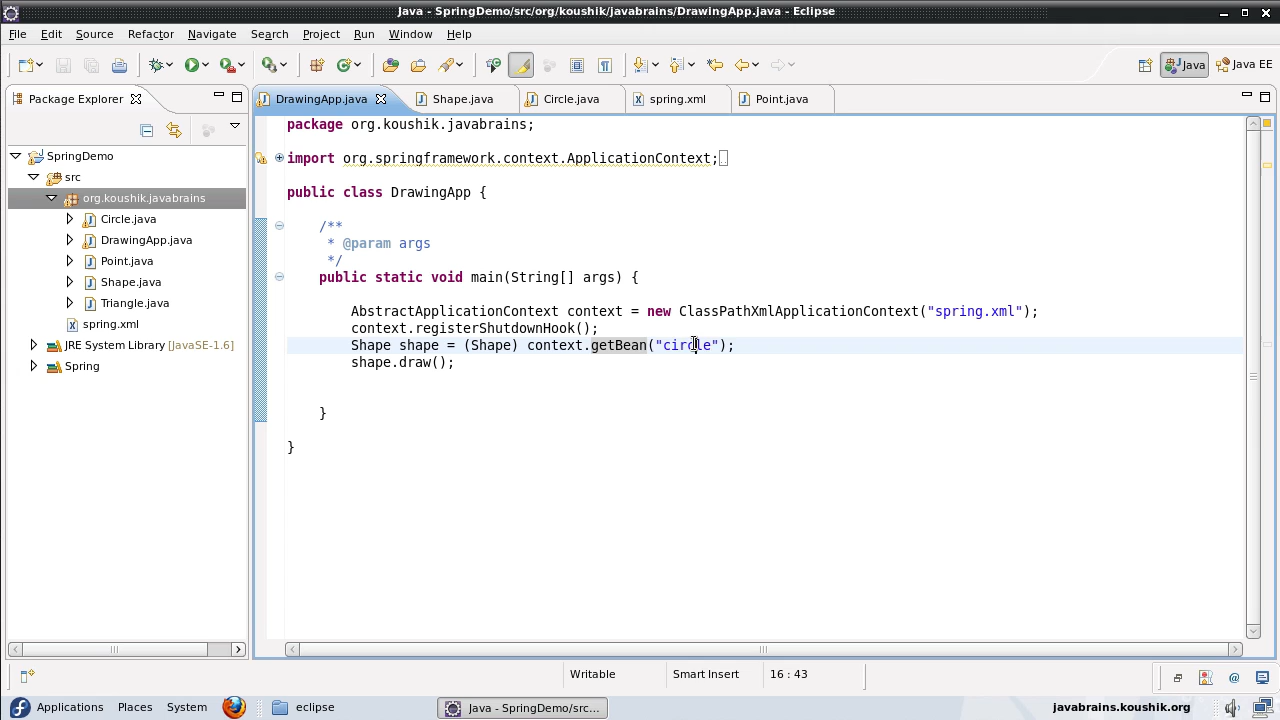 Java - SpringDemo/src/org/koushik/javabrains/DrawingApp.java - Eclipse
File Edit Source Refactor Navigate Search Project Run Window Help
Java Java EE
Package Explorer
DrawingApp.java Shape.java Circle.java spring.xml Point.java
SpringDemo
src
org.koushik.javabrains
Circle.java
DrawingApp.java
Point.java
Shape.java
Triangle.java
spring.xml
JRE System Library [JavaSE-1.6]
Spring
package org.koushik.javabrains;
import org.springframework.context.ApplicationContext;
public class DrawingApp {
/**
* @param args
*/
public static void main(String[] args) {
AbstractApplicationContext context = new ClassPathXmlApplicationContext("spring.xml");
context.registerShutdownHook();
Shape shape = (Shape) context.getBean("circle");
shape.draw();
}
}
Writable Smart Insert 16 : 43
Applications Places System eclipse Java - SpringDemo/src... javabrains.koushik.org